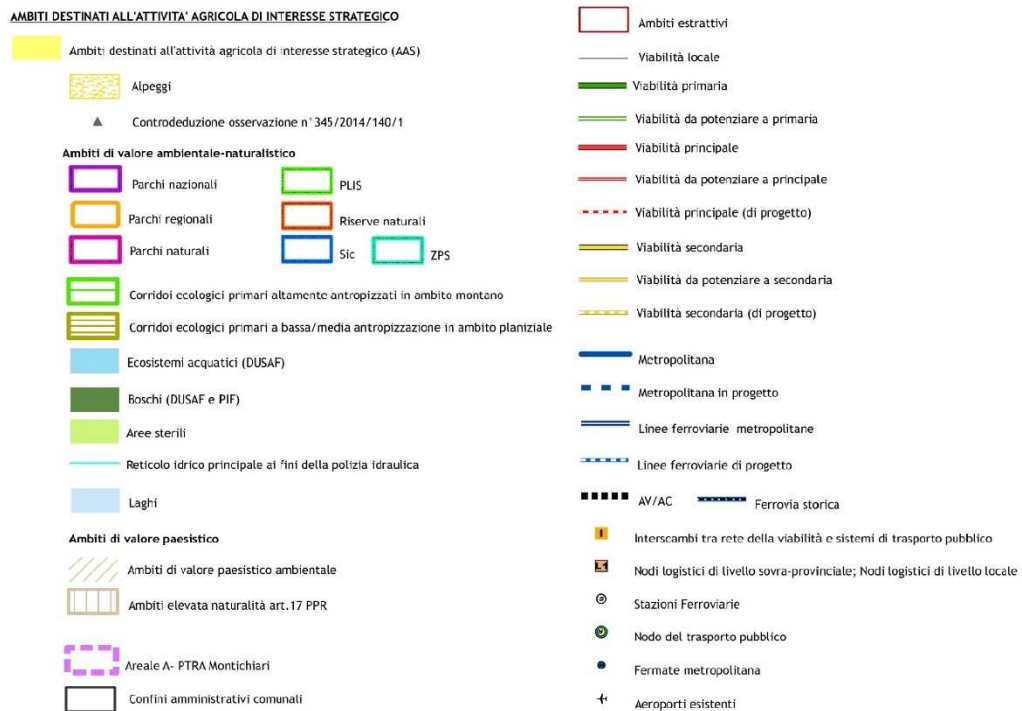 AMBITI DESTINATI ALL'ATTIVITA' AGRICOLA DI INTERESSE STRATEGICO
Ambiti destinati all'attività agricola di interesse strategico (AAS)
Alpeggi
Controdeduzione osservazione n°345/2014/140/1
Ambiti di valore ambientale-naturalistico
Parchi nazionali
PLIS
Parchi regionali
Riserve naturali
Parchi naturali
Sic
ZPS
Corridoi ecologici primari altamente antropizzati in ambito montano
Corridoi ecologici primari a bassa/media antropizzazione in ambito planiziale
Ecosistemi acquatici (DUSAF)
Boschi (DUSAF e PIF)
Aree sterili
Reticolo idrico principale ai fini della polizia idraulica
Laghi
Ambiti di valore paesistico
Ambiti di valore paesistico ambientale
Ambiti elevata naturalità art.17 PPR
Areale A- PTRA Montichiari
Confini amministrativi comunali
Ambiti estrattivi
Viabilità locale
Viabilità primaria
Viabilità da potenziare a primaria
Viabilità principale
Viabilità da potenziare a principale
Viabilità principale (di progetto)
Viabilità secondaria
Viabilità da potenziare a secondaria
Viabilità secondaria (di progetto)
Metropolitana
Metropolitana in progetto
Linee ferroviarie metropolitane
Linee ferroviarie di progetto
AV/AC
Ferrovia storica
I
Interscambi tra rete della viabilità e sistemi di trasporto pubblico
Nodi logistici di livello sovra-provinciale; Nodi logistici di livello locale
Stazioni Ferroviarie
Nodo del trasporto pubblico
Fermate metropolitana
Aeroporti esistenti